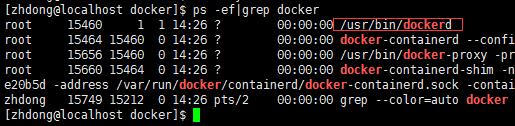 [zhdong@localhost docker]$ ps -ef|grep docker
root 15460 1 1 14:26 ? 00:00:00 /usr/bin/dockerd
root 15464 15460 0 14:26 ? 00:00:00 docker-containerd --confi
root 15656 15460 0 14:26 ? 00:00:00 /usr/bin/docker-proxy -pr
root 15660 15464 0 14:26 ? 00:00:00 docker-containerd-shim -n
e20b5d -address /var/run/docker/containerd/docker-containerd.sock -contai
zhdong 15749 15212 0 14:26 pts/2 00:00:00 grep --color=auto docker
[zhdong@localhost docker]$